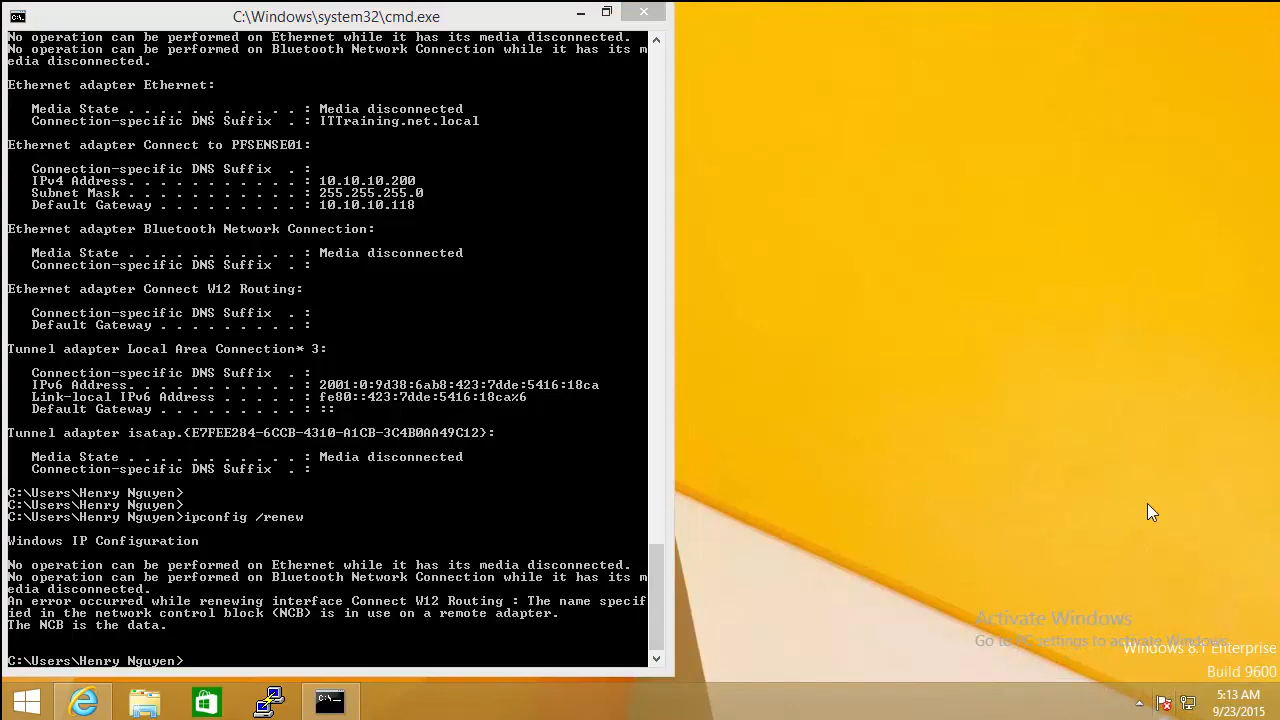 C:\Windows\system32\cmd.exe
No operation can be performed on Ethernet while it has its media disconnected.
No operation can be performed on Bluetooth Network Connection while it has its m
edia disconnected.
Ethernet adapter Ethernet:
Media State . . . . . . . . . . . : Media disconnected
Connection-specific DNS Suffix  . : ITTraining.net.local
Ethernet adapter Connect to PFSENSE01:
Connection-specific DNS Suffix  . :
IPv4 Address. . . . . . . . . . . : 10.10.10.200
Subnet Mask . . . . . . . . . . . : 255.255.255.0
Default Gateway . . . . . . . . . : 10.10.10.118
Ethernet adapter Bluetooth Network Connection:
Media State . . . . . . . . . . . : Media disconnected
Connection-specific DNS Suffix  . :
Ethernet adapter Connect W12 Routing:
Connection-specific DNS Suffix  . :
Default Gateway . . . . . . . . . :
Tunnel adapter Local Area Connection* 3:
Connection-specific DNS Suffix  . :
IPv6 Address. . . . . . . . . . . : 2001:0:9d38:6ab8:423:7dde:5416:18ca
Link-local IPv6 Address . . . . . : fe80::423:7dde:5416:18ca%6
Default Gateway . . . . . . . . . : ::
Tunnel adapter isatap.{E7FEE284-6CCB-4310-A1CB-3C4B0AA49C12}:
Media State . . . . . . . . . . . : Media disconnected
Connection-specific DNS Suffix  . :
C:\Users\Henry Nguyen>
C:\Users\Henry Nguyen>
C:\Users\Henry Nguyen>ipconfig /renew
Windows IP Configuration
No operation can be performed on Ethernet while it has its media disconnected.
No operation can be performed on Bluetooth Network Connection while it has its m
edia disconnected.
An error occurred while renewing interface Connect W12 Routing : The name specif
ied in the network control block (NCB) is in use on a remote adapter.
The NCB is the data.
C:\Users\Henry Nguyen>
Activate Windows
Go to PC settings to activate Windows.
Windows 8.1 Enterprise
Build 9600
5:13 AM
9/23/2015